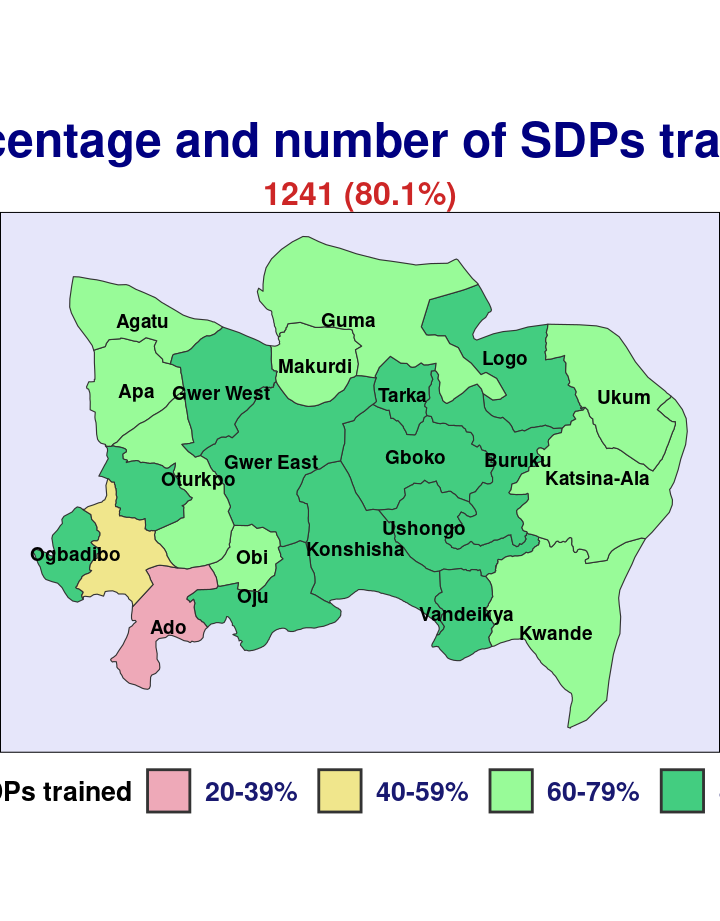 centage and number of SDPs tra
1241 (80.1%)
Agatu
Guma
Makurdi
Logo
Apa
Gwer West
Tarka
Ukum
Gwer East
Gboko
Buruku
Oturkpo
Katsina-Ala
Ushongo
Ogbadibo
Obi
Konshisha
Oju
Vandeikya
Ado
Kwande
DPs trained 20-39% 40-59% 60-79%